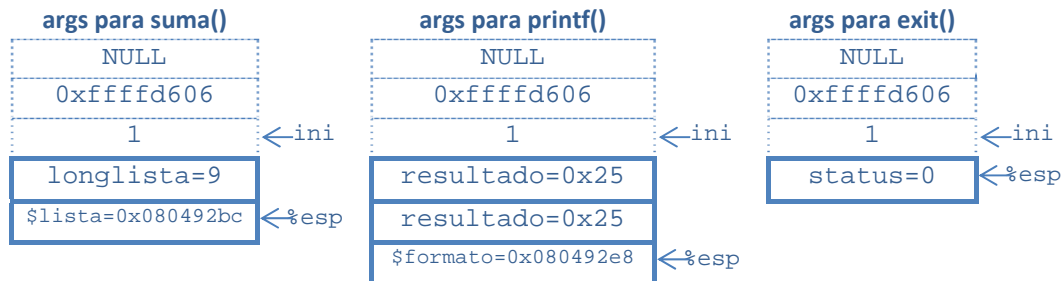 args para suma()
NULL
0xffffd606
1
ini
longlista=9
$lista=0x080492bc
%esp
args para printf()
NULL
0xffffd606
1
ini
resultado=0x25
resultado=0x25
$formato=0x080492e8
%esp
args para exit()
NULL
0xffffd606
1
ini
status=0
%esp